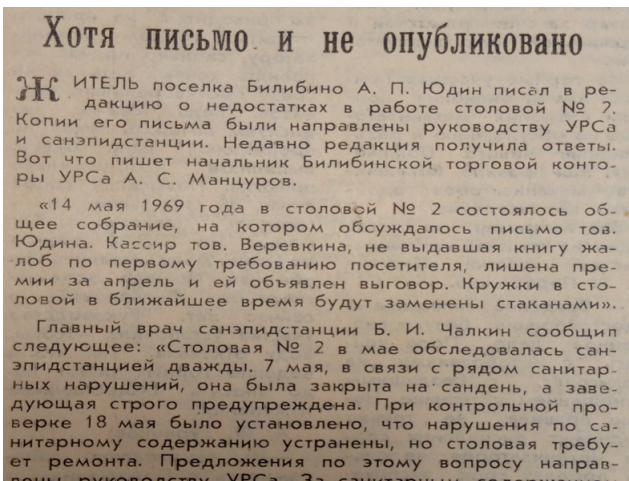 Хотя письмо и не опубликовано
ЖИТЕЛЬ поселка Билибино А. П. Юдин писал в ре-
дакцию о недостатках в работе столовой № 2.
Копии его письма были направлены руководству УРСа
и санэпидстанции. Недавно редакция получила ответы.
Вот что пишет начальник Билибинской торговой конто-
ры УРСа А. С. Манцуров.
«14 мая 1969 года в столовой № 2 состоялось об-
щее собрание, на котором обсуждалось письмо тов.
Юдина. Кассир тов. Веревкина, не выдавшая книгу жа-
лоб по первому требованию посетителя, лишена пре-
мии за апрель и ей объявлен выговор. Кружки в сто-
ловой в ближайшее время будут заменены стаканами».
Главный врач санэпидстанции Б. И. Чалкин сообщил
следующее: «Столовая № 2 в мае обследовалась сан-
эпидстанцией дважды. 7 мая, в связи с рядом санитар-
ных нарушений, она была закрыта на сандень, а заве-
дующая строго предупреждена. При контрольной про-
верке 18 мая было установлено, что нарушения по са-
нитарному содержанию устранены, но столовая требу-
ет ремонта. Предложения по этому вопросу направ-
лены руководству УРСа. За санитарным